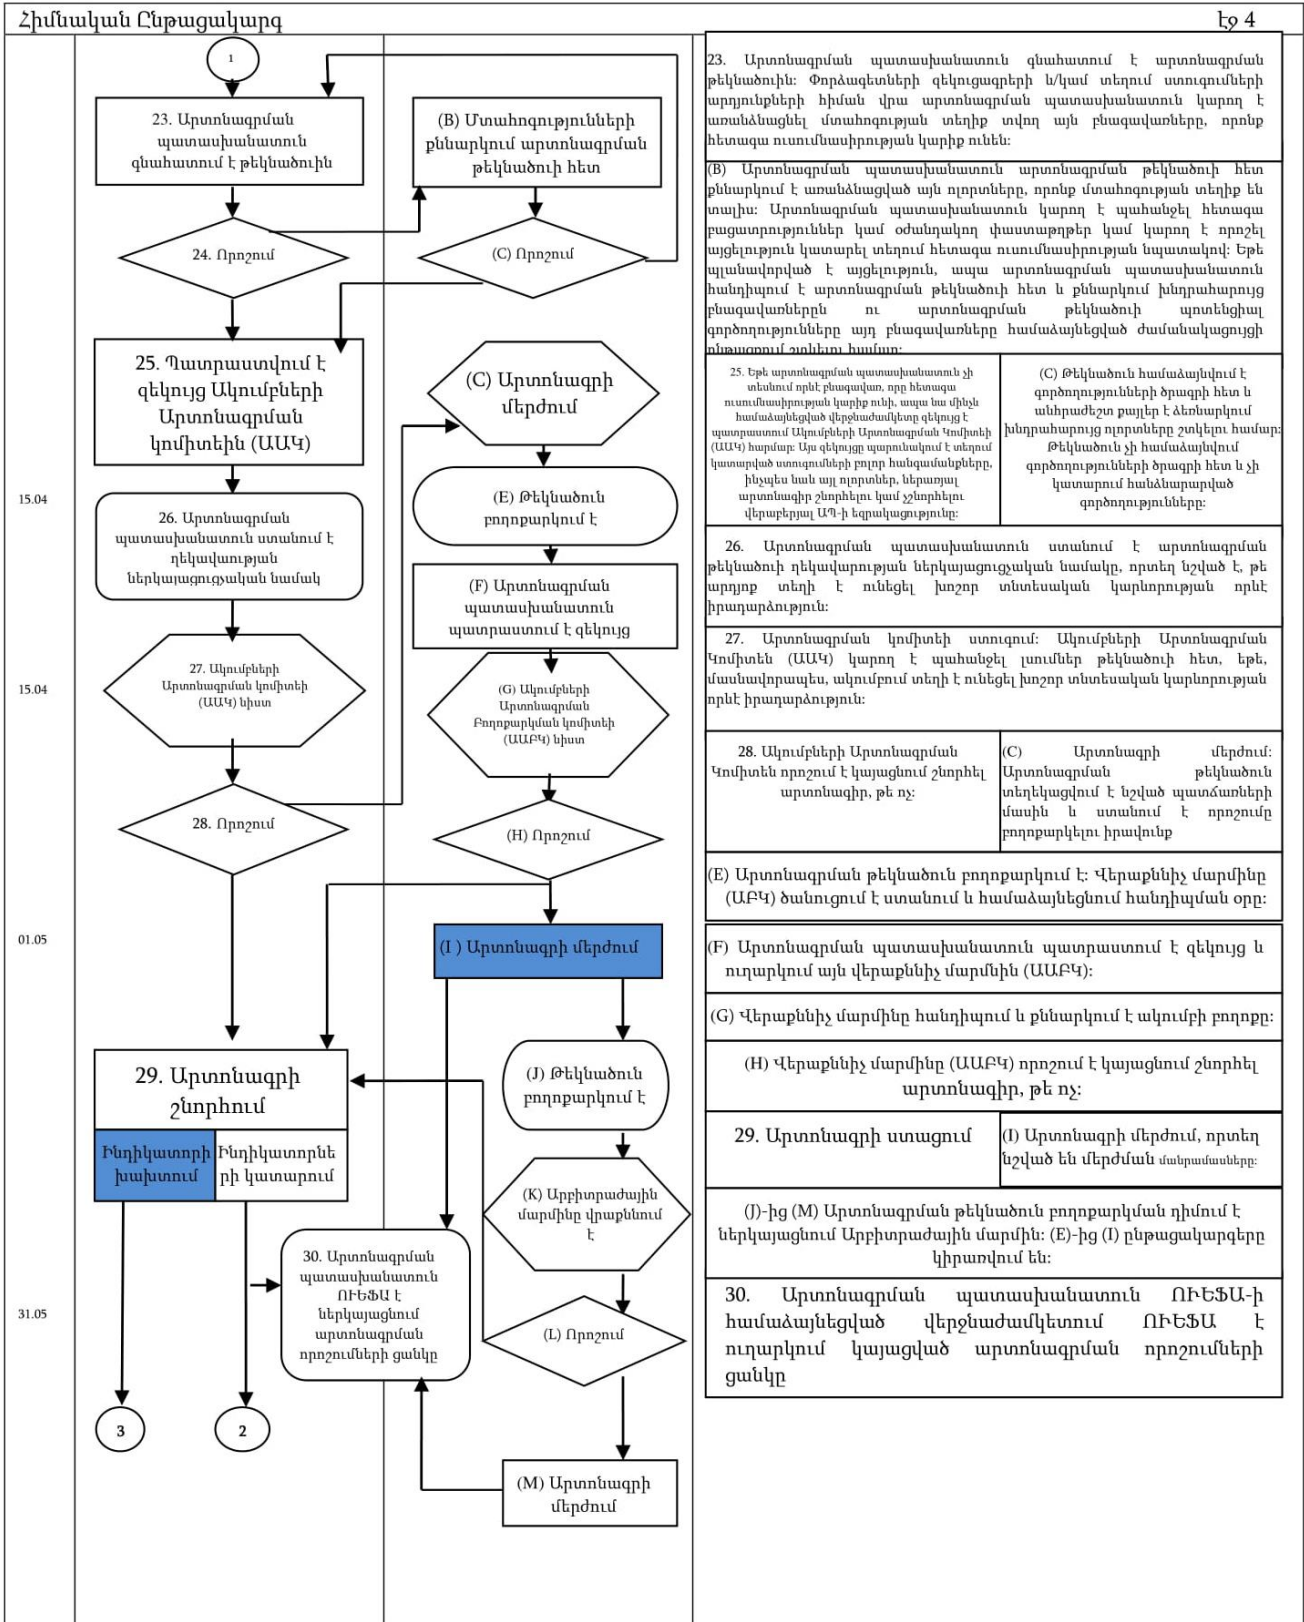 Հիմնական Ընթացակարգ
էջ 4
1
23. Արտոնագրման
պատասխանատուն
գնահատում է թեկնածուին
(B) Մտահոգությունների
քննարկում արտոնագրման
թեկնածուի հետ
24. Որոշում
(C) Որոշում
25. Պատրաստվում է
զեկույց Ակումբների
Արտոնագրման
կոմիտեին (ԱԱԿ)
(C) Արտոնագրի
մերժում
15.04
(E) Թեկնածուն
բողոքարկում է
26. Արտոնագրման
պատասխանատուն ստանում է
ղեկավաության
ներկայացուցչական նամակ
(F) Արտոնագրման
պատասխանատուն
պատրաստում է զեկույց
15.04
27. Ակումբների
Արտոնագրման կոմիտեի
(ԱԱԿ) նիստ
(G) Ակումբների
Արտոնագրման
Բողոքարկման կոմիտեի
(ԱԱԲԿ) նիստ
28. Որոշում
(H) Որոշում
01.05
(I ) Արտոնագրի մերժում
29. Արտոնագրի
շնորհում
Ինդիկատորի
խախտում
Ինդիկատորնե
րի կատարում
(J) Թեկնածուն
բողոքարկում է
(K) Արբիտրաժային
մարմինը վրաքննում
է
31.05
30. Արտոնագրման
պատասխանատուն
ՈՒԵՖԱ է
ներկայացնում
արտոնագրման
որոշումների ցանկը
(L) Որոշում
3
2
(M) Արտոնագրի
մերժում
23. Արտոնագրման պատասխանատուն գնահատում է արտոնագրման
թեկնածուին: Փորձագետների զեկուցագրերի և/կամ տեղում ստուգումների
արդյունքների հիման վրա արտոնագրման պատասխանատուն կարող է
առանձնացնել մտահոգության տեղիք տվող այն բնագավառները, որոնք
հետագա ուսումնասիրության կարիք ունեն:
(B) Արտոնագրման պատասխանատուն արտոնագրման թեկնածուի հետ
քննարկում է առանձնացված այն ոլորտները, որոնք մտահոգության տեղիք են
տալիս: Արտոնագրման պատասխանատուն կարող է պահանջել հետագա
բացատրություններ կամ օժանդակող փաստաթղթեր կամ կարող է որոշել
այցելություն կատարել տեղում հետագա ուսումնասիրության նպատակով: Եթե
պլանավորված է այցելություն, ապա արտոնագրման պատասխանատուն
հանդիպում է արտոնագրման թեկնածուի հետ և քննարկում խնդրահարույց
բնագավառներըն ու արտոնագրման թեկնածուի պոտենցիալ
գործողությունները այդ բնագավառները համաձայնեցված ժամանակացույցի
ընթացքում շտկելու համար:
25. Եթե արտոնագրման պատասխանատուն չի
տեսնում որևէ բնագավառ, որը հետագա
ուսումնասիրության կարիք ունի, ապա նա մինչև
համաձայնեցված վերջնաժամկետը զեկույց է
պատրաստում Ակումբների Արտոնագրման Կոմիտեի
(ԱԱԿ) հարմար: Այս զեկույցը պարունակում է տեղում
կատարված ստուգումների բոլոր հանգամանքները,
ինչպես նաև այլ ոլորտներ, ներառյալ
արտոնագիր շնորհելու կամ չշնորհելու
վերաբերյալ ԱՊ-ի եզրակացությունը:
(C) Թեկնածուն համաձայնվում է
գործողությունների ծրագրի հետ և
անհրաժեշտ քայլեր է ձեռնարկում
խնդրահարույց ոլորտները շտկելու համար:
Թեկնածուն չի համաձայնվում
գործողությունների ծրագրի հետ և չի
կատարում հանձնարարված
գործողությունները:
26. Արտոնագրման պատասխանատուն ստանում է արտոնագրման
թեկնածուի ղեկավարության ներկայացուցչական նամակը, որտեղ նշված է, թե
արդյոք տեղի է ունեցել խոշոր տնտեսական կարևորության որևէ
իրադարձություն:
27. Արտոնագրման կոմիտեի ստուգում: Ակումբների Արտոնագրման
Կոմիտեն (ԱԱԿ) կարող է պահանջել լսումներ թեկնածուի հետ, եթե,
մասնավորապես, ակումբում տեղի է ունեցել խոշոր տնտեսական կարևորության
որևէ իրադարձություն:
28. Ակումբների Արտոնագրման
Կոմիտեն որոշում է կայացնում շնորհել
արտոնագիր, թե ոչ:
(C) Արտոնագրի մերժում:
Արտոնագրման թեկնածուն
տեղեկացվում է նշված պատճառների
մասին և ստանում է որոշումը
բողոքարկելու իրավունք
(E) Արտոնագրման թեկնածուն բողոքարկում է: Վերաքննիչ մարմինը
(ԱԲԿ) ծանուցում է ստանում և համաձայնեցնում հանդիպման օրը:
(F) Արտոնագրման պատասխանատուն պատրաստում է զեկույց և
ուղարկում այն վերաքննիչ մարմնին (ԱԱԲԿ):
(G) Վերաքննիչ մարմինը հանդիպում և քննարկում է ակումբի բողոքը:
(H) Վերաքննիչ մարմինը (ԱԱԲԿ) որոշում է կայացնում շնորհել
արտոնագիր, թե ոչ:
29. Արտոնագրի ստացում
(I) Արտոնագրի մերժում, որտեղ
նշված են մերժման մանրամասները:
(J)-ից (M) Արտոնագրման թեկնածուն բողոքարկման դիմում է
ներկայացնում Արբիտրաժային մարմին: (E)-ից (I) ընթացակարգերը
կիրառվում են:
30. Արտոնագրման պատասխանատուն ՈՒԵՖԱ-ի
համաձայնեցված վերջնաժամկետում ՈՒԵՖԱ է
ուղարկում կայացված արտոնագրման որոշումների
ցանկը